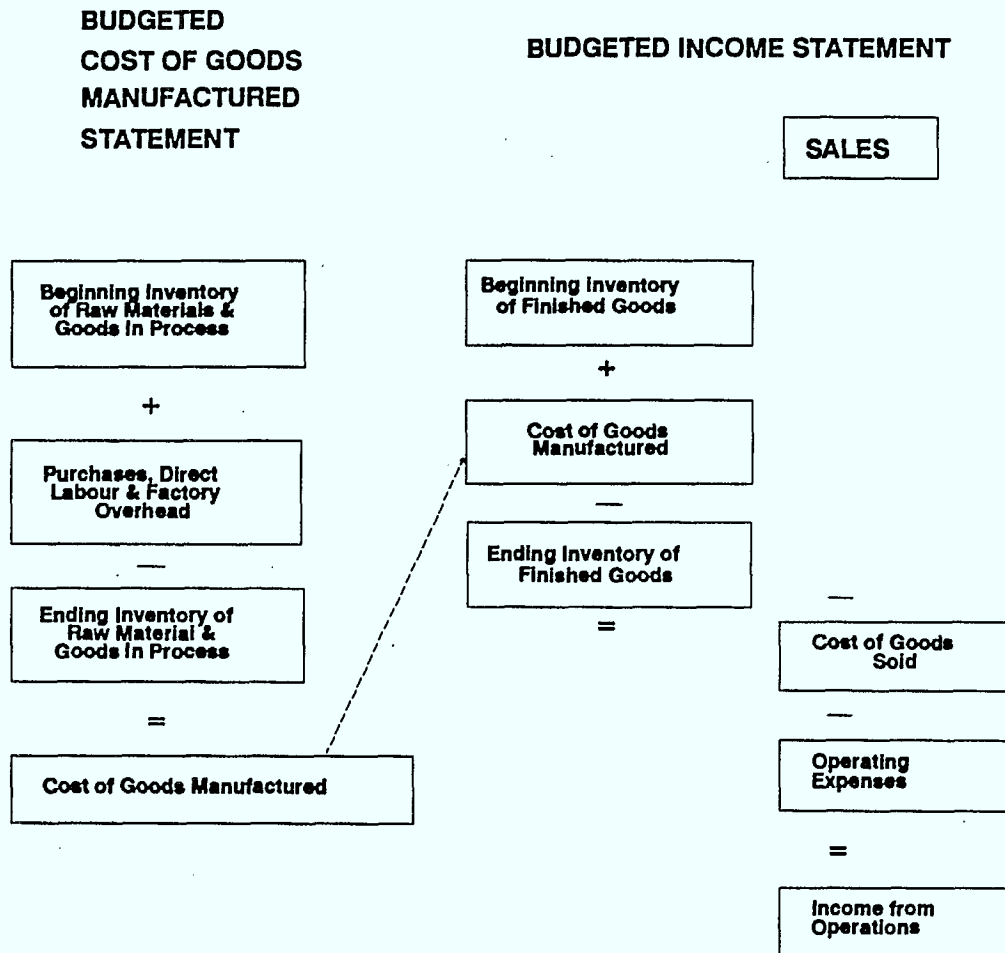 BUDGETED
COST OF GOODS
MANUFACTURED
STATEMENT
Beginning Inventory
of Raw Materials &
Goods In Process
+
Purchases, Direct
Labour & Factory
Overhead
—
Ending Inventory of
Raw Material &
Goods In Process
=
Cost of Goods Manufactured
BUDGETED INCOME STATEMENT
SALES
Beginning Inventory
of Finished Goods
+
Cost of Goods
Manufactured
—
Ending Inventory of
Finished Goods
=
—
Cost of Goods
Sold
—
Operating
Expenses
=
Income from
Operations